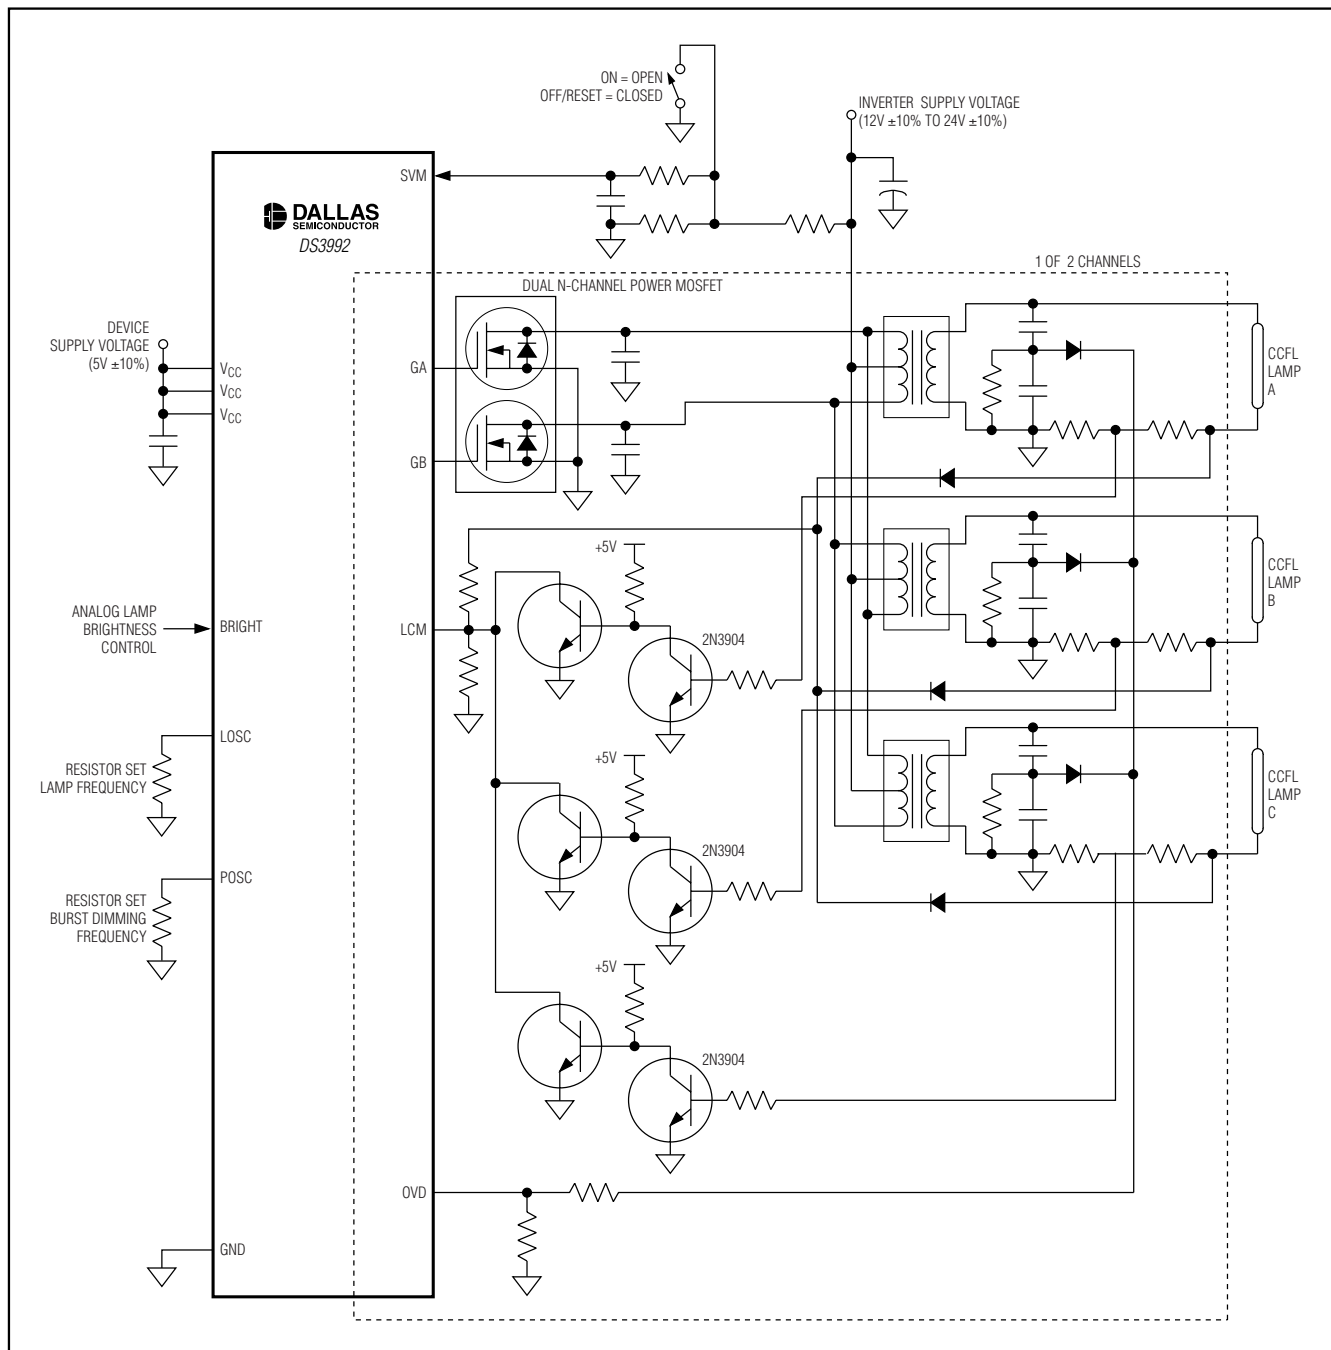 ON = OPEN
OFF/RESET = CLOSED
INVERTER SUPPLY VOLTAGE
(12V ±10% TO 24V ±10%)
SVM
DALLAS
SEMICONDUCTOR
DS3992
1 OF 2 CHANNELS
DUAL N-CHANNEL POWER MOSFET
DEVICE
SUPPLY VOLTAGE
(5V ±10%)
VCC
VCC
VCC
GA
GB
CCFL
LAMP
A
+5V
CCFL
LAMP
B
ANALOG LAMP
BRIGHTNESS
CONTROL
BRIGHT
LCM
2N3904
LOSC
RESISTOR SET
LAMP FREQUENCY
+5V
CCFL
LAMP
C
2N3904
POSC
RESISTOR SET
BURST DIMMING
FREQUENCY
+5V
2N3904
OVD
GND